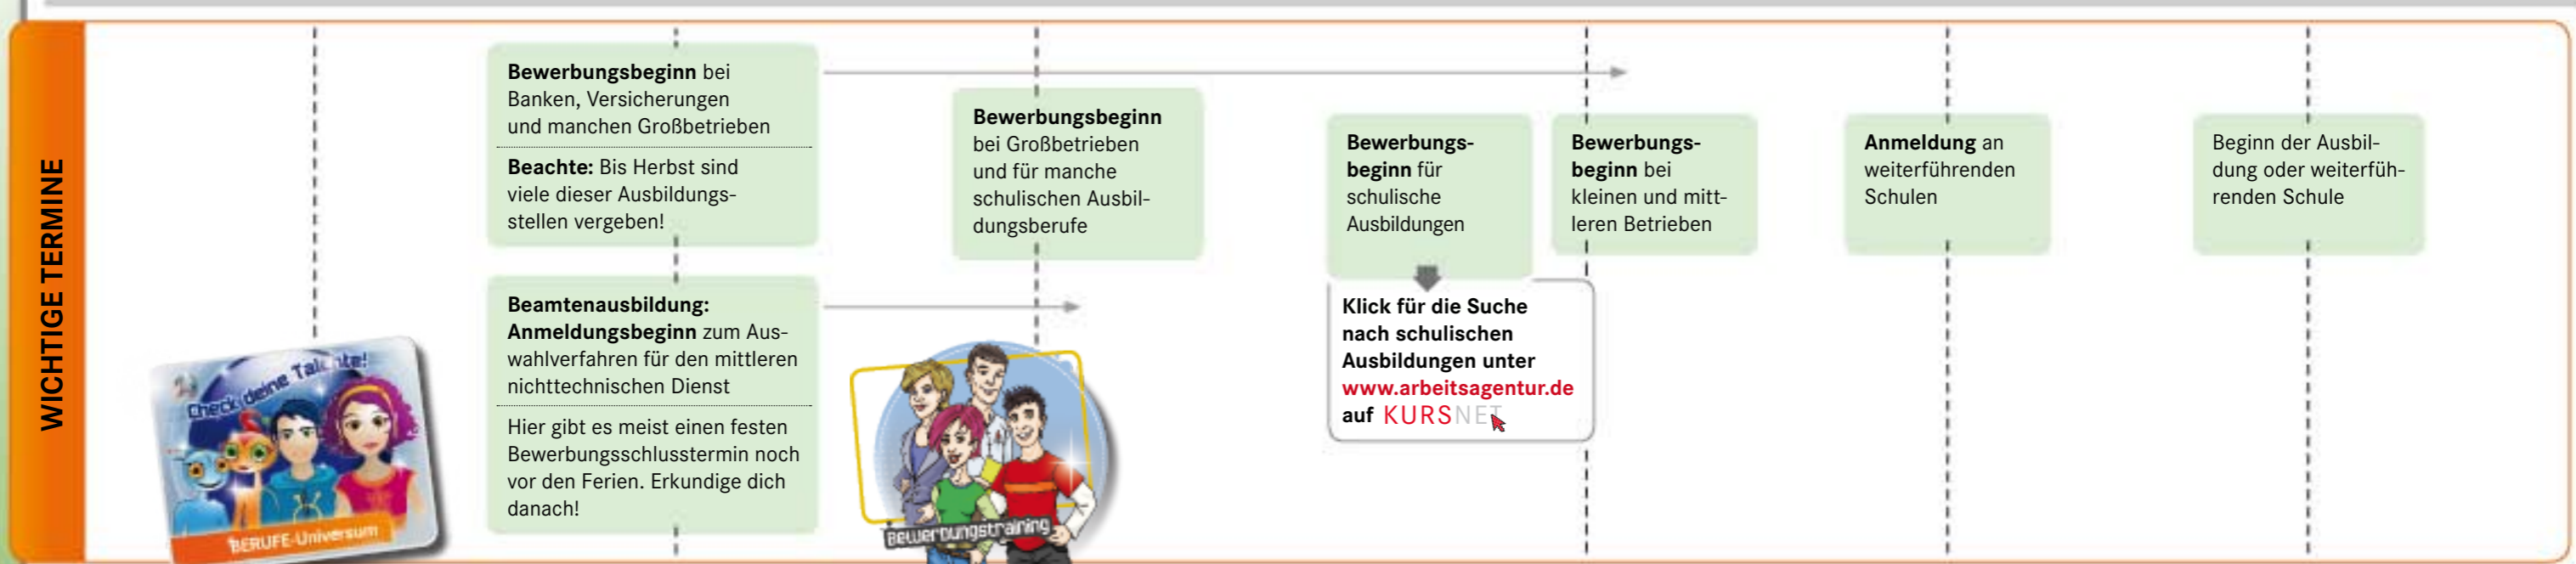 WICHTIGE TERMINE
Check deine Talente!
BERUFE-Universum
Bewerbungsbeginn bei
Banken, Versicherungen
und manchen Großbetrieben
Beachte: Bis Herbst sind
viele dieser Ausbildungs-
stellen vergeben!
Beamtenausbildung:
Anmeldungsbeginn zum Aus-
wahlverfahren für den mittleren
nichttechnischen Dienst
Hier gibt es meist einen festen
Bewerbungsschlusstermin noch
vor den Ferien. Erkundige dich
danach!
Bewerbungstraining
Bewerbungsbeginn
bei Großbetrieben
und für manche
schulischen Ausbil-
dungsberufe
Bewerbungs-
beginn für
schulische
Ausbildungen
Klick für die Suche
nach schulischen
Ausbildungen unter
www.arbeitsagentur.de
auf KURSNET
Bewerbungs-
beginn bei
kleinen und mitt-
leren Betrieben
Anmeldung an
weiterführenden
Schulen
Beginn der Ausbil-
dung oder weiterfüh-
renden Schule